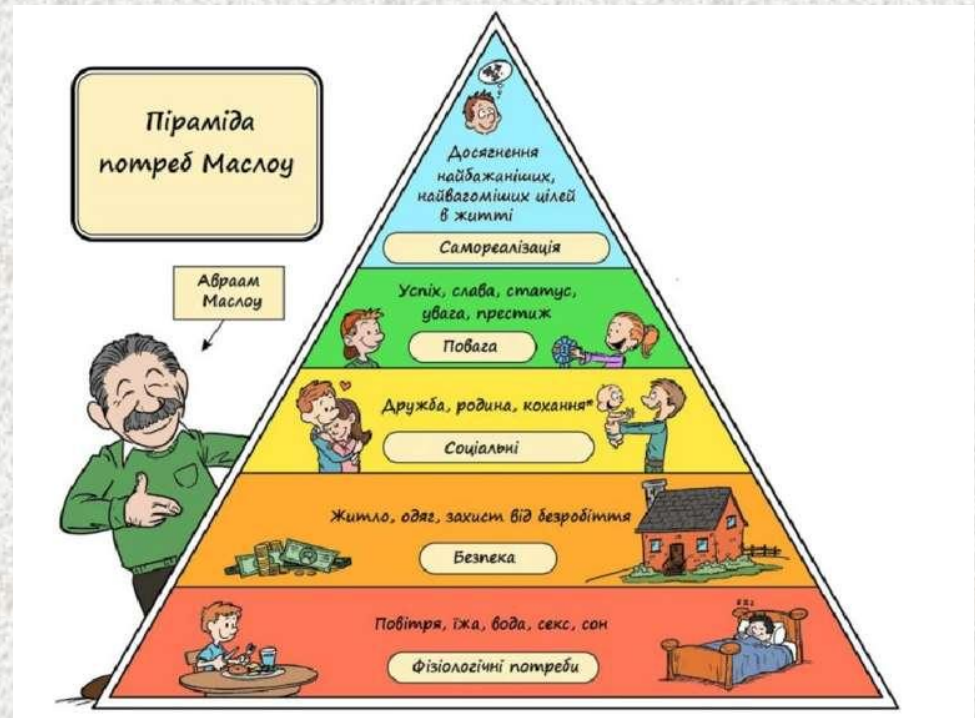 Піраміда
потреб Маслоу
Авраам
Маслоу
Досягнення
найбажаніших,
найвагоміших цілей
в житті
Самореалізація
Успіх, слава, статус,
увага, престиж
Повага
Дружба, родина, кохання*
Соціальні
Житло, одяг, захист від безробіття
Безпека
Повітря, їжа, вода, секс, сон
Фізіологічні потреби